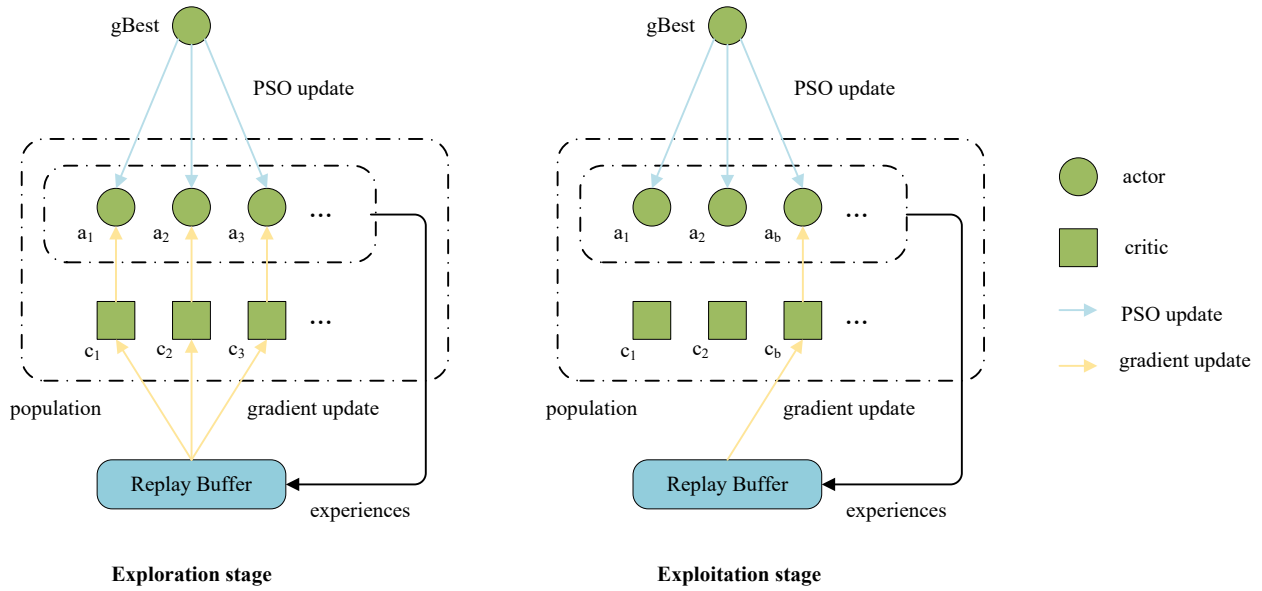 gBest
PSO update
a1
a2
a3
...
c1
c2
c3
...
population
gradient update
Replay Buffer
experiences
Exploration stage
gBest
PSO update
a1
a2
ab
...
c1
c2
cb
...
population
gradient update
Replay Buffer
experiences
Exploitation stage
actor
critic
PSO update
gradient update